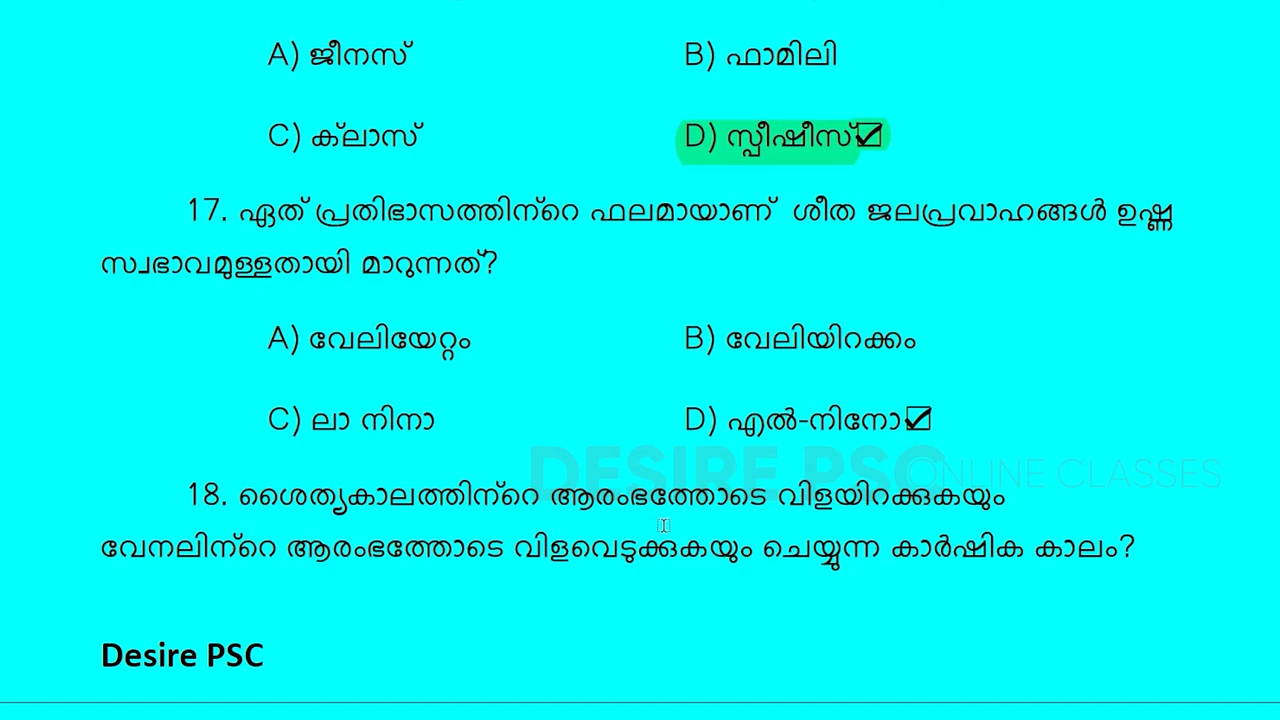 A) ജീനസ് B) ഫാമിലി
C) ക്ലാസ് D) സ്പീഷീസ്☑
17. ഏത് പ്രതിഭാസത്തിന്റെ ഫലമായാണ് ശീത ജലപ്രവാഹങ്ങൾ ഉഷ്ണ
സ്വഭാവമുള്ളതായി മാറുന്നത്?
A) വേലിയേറ്റം B) വേലിയിറക്കം
C) ലാ നിനാ D) എൽ-നിനോ☑
DESIRE PSC ONLINE CLASSES
18. ശൈത്യകാലത്തിന്റെ ആരംഭത്തോടെ വിളയിറക്കുകയും
വേനലിന്റെ ആരംഭത്തോടെ വിളവെടുക്കുകയും ചെയ്യുന്ന കാർഷിക കാലം?
Desire PSC